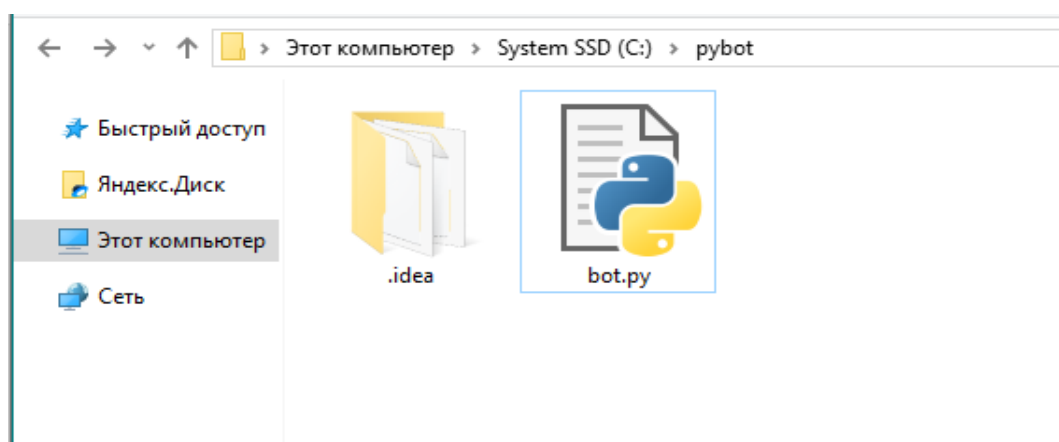 Этот компьютер > System SSD (C:) > pybot
Быстрый доступ
Яндекс.Диск
Этот компьютер
Сеть
.idea
bot.py